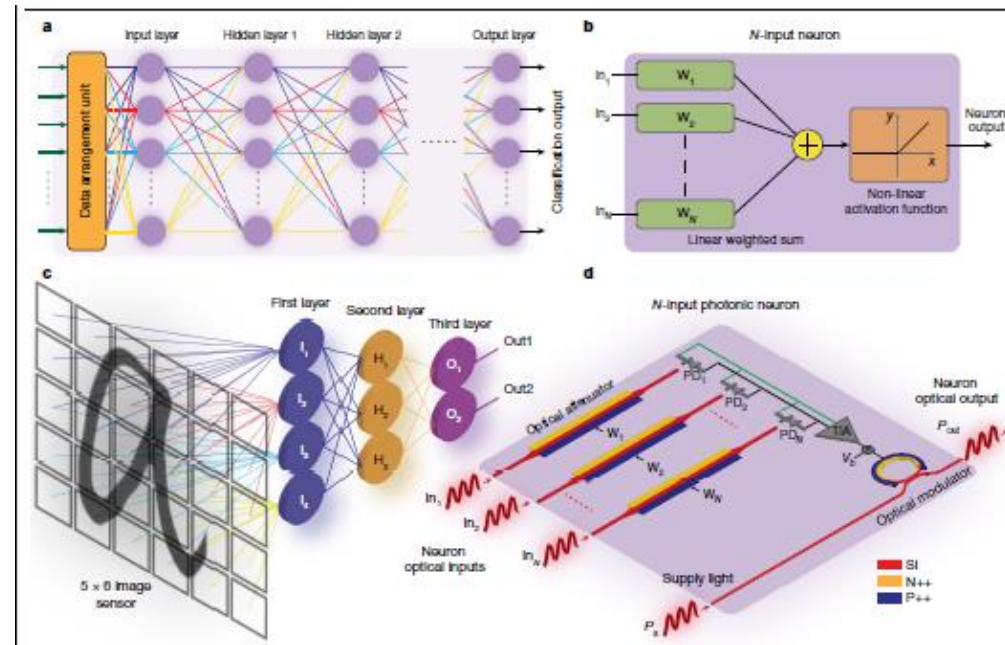 a
Input layer Hidden layer 1 Hidden layer 2 Output layer
Data arrangement unit
Classification output
b
N-input neuron
In1 W1
In2 W2
InN WN
+
y
x
Neuron
output
Non-linear
activation function
Linear weighted sum
c
First layer
Second layer
Third layer
I1
I2
I3
I4
H1
H2
H3
O1
O2
Out1
Out2
5 × 6 image
sensor
d
N-input photonic neuron
Optical attenuator
W1
W2
WN
PD1
PD2
PDN
TIA
Vb
Neuron
optical output
Pout
Optical modulator
In1
In2
InN
Neuron
optical inputs
Supply light
Ps
Si
N++
P++